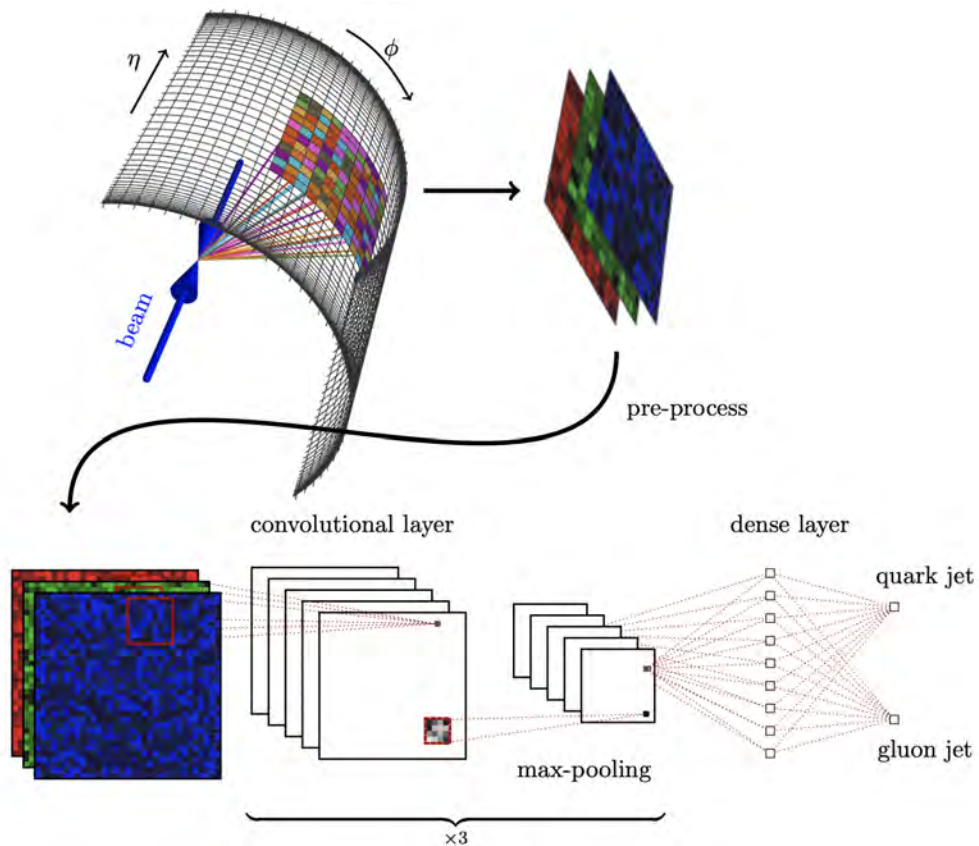 η
ϕ
beam
pre-process
convolutional layer
dense layer
quark jet
gluon jet
max-pooling
×3